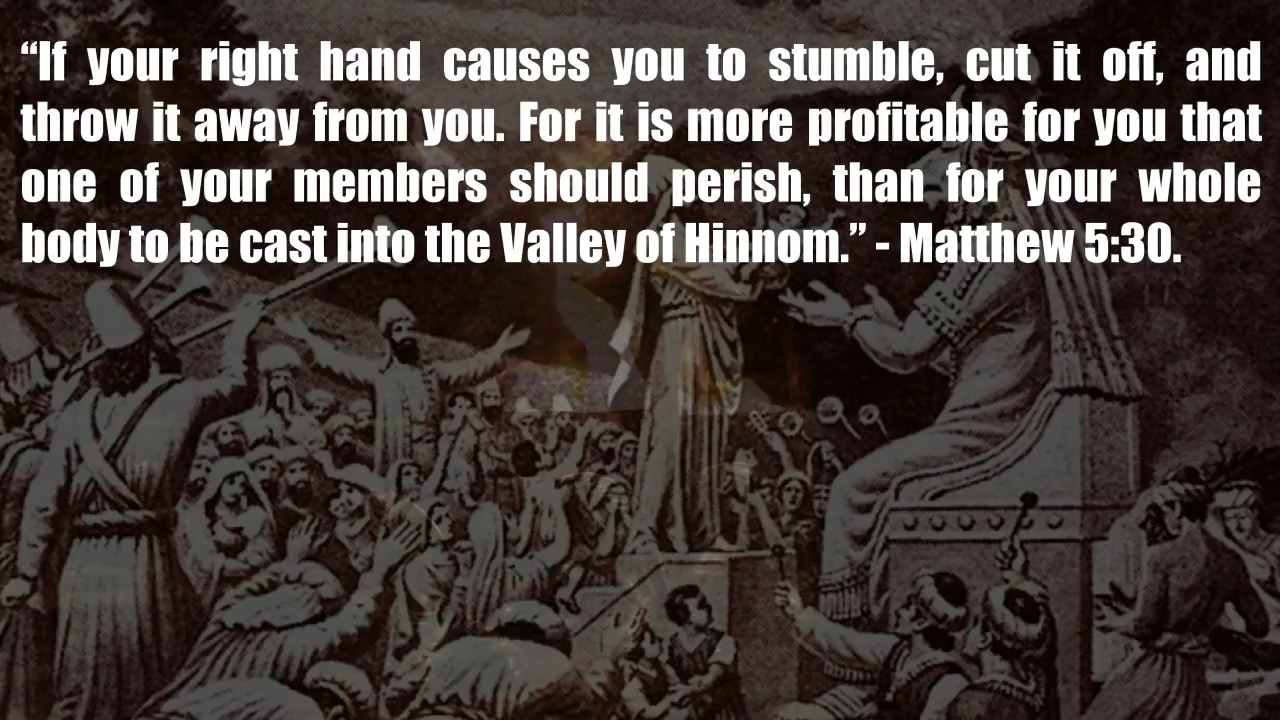 “If your right hand causes you to stumble, cut it off, and
throw it away from you. For it is more profitable for you that
one of your members should perish, than for your whole
body to be cast into the Valley of Hinnom.” - Matthew 5:30.